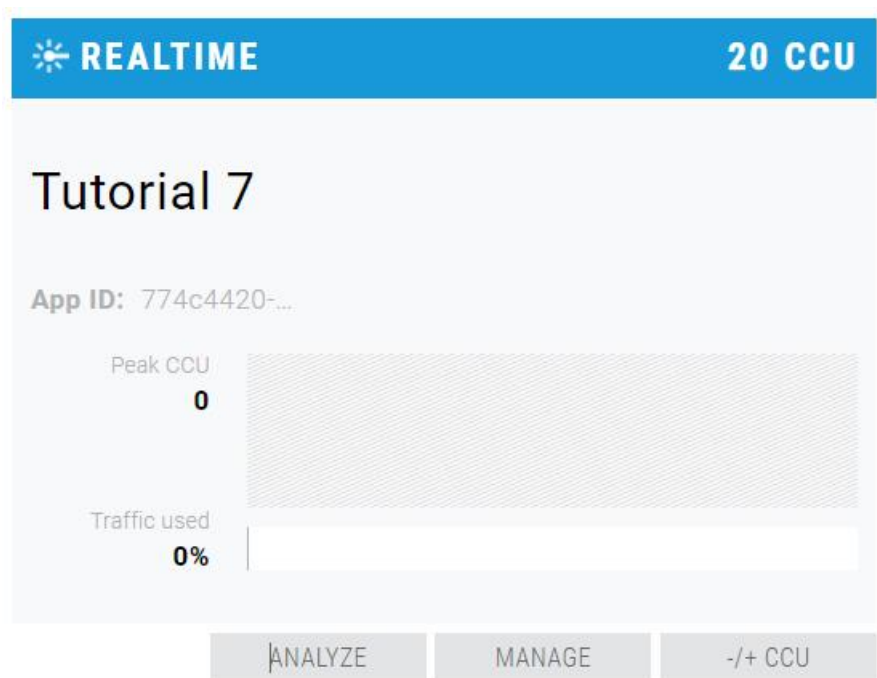 REALTIME 20 CCU
Tutorial 7
App ID: 774c4420-...
Peak CCU
0
Traffic used
0%
ANALYZE MANAGE -/+ CCU